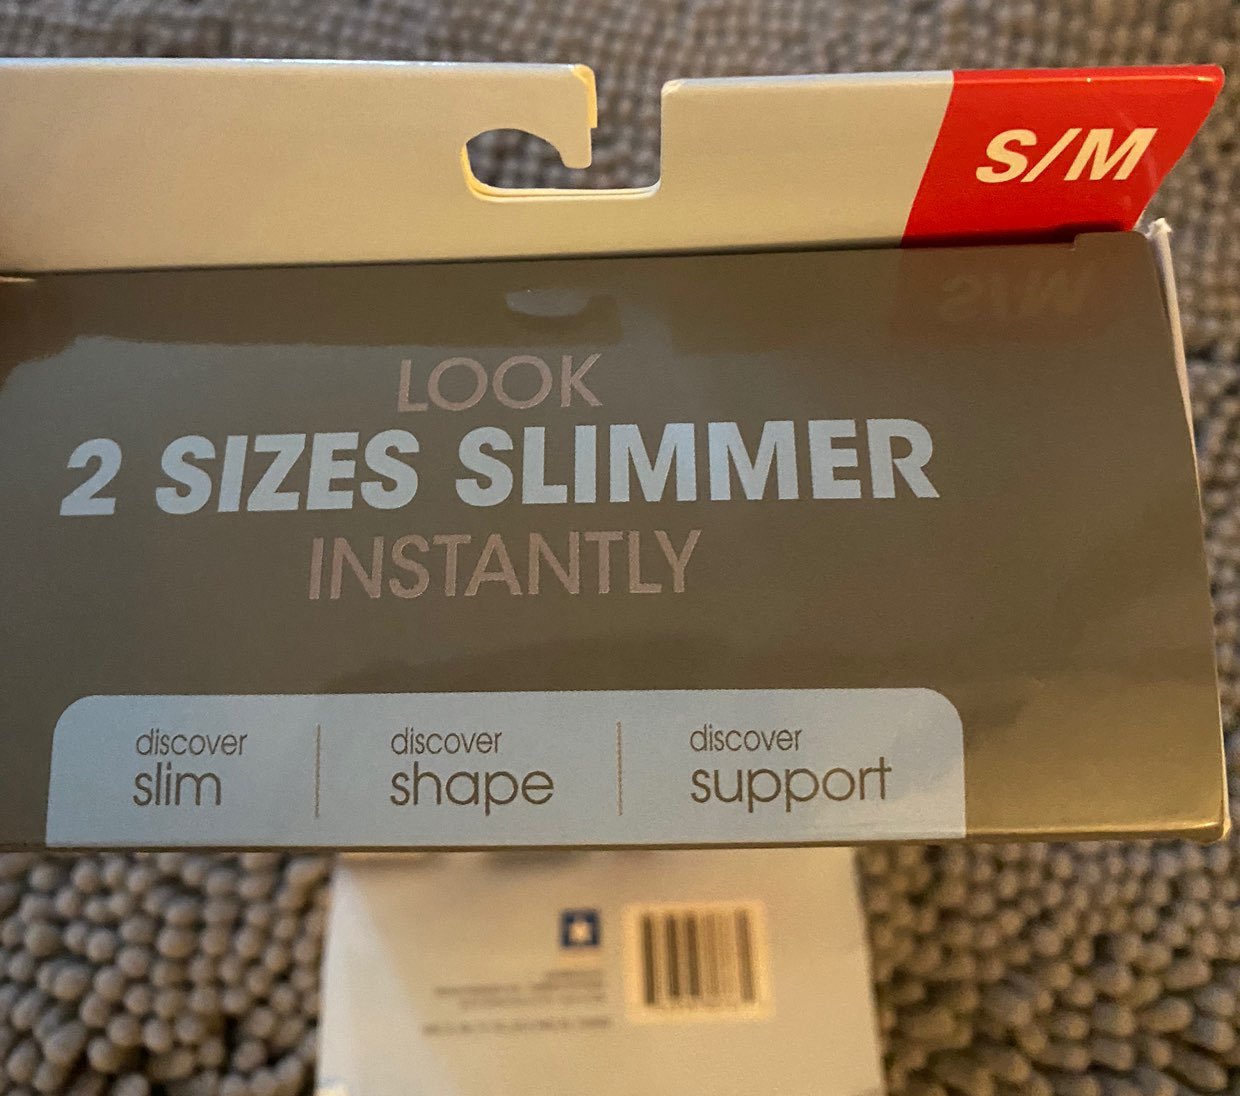 S/M
LOOK
2 SIZES SLIMMER
INSTANTLY
discover
slim
discover
shape
discover
support